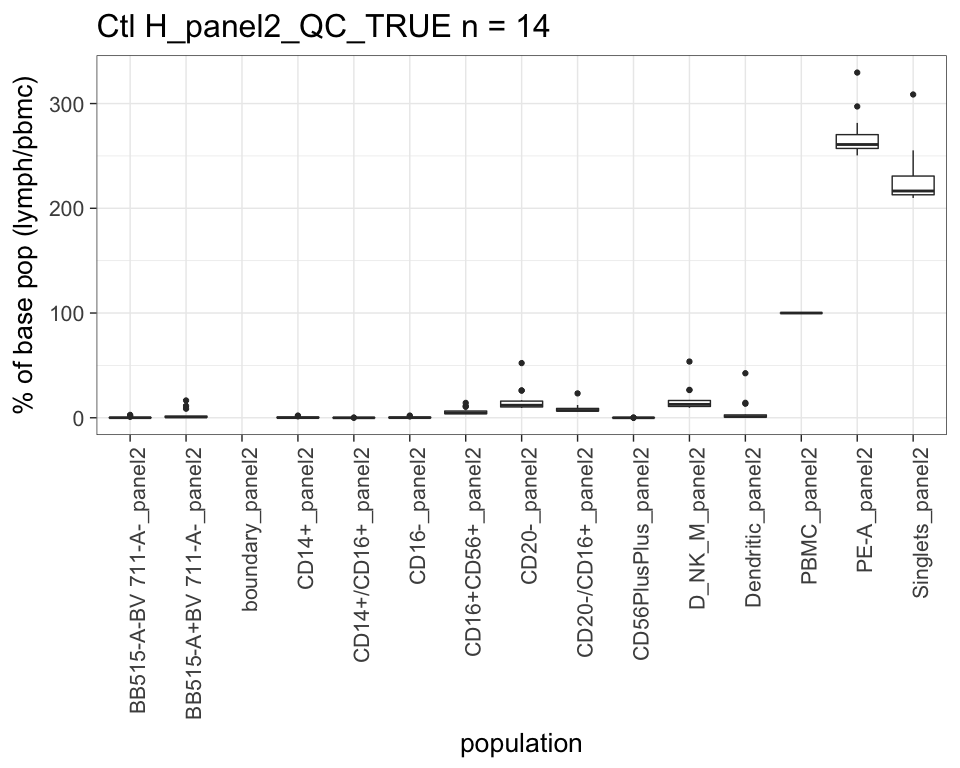 Ctl H_panel2_QC_TRUE n = 14
% of base pop (lymph/pbmc)
300
200
100
0
BB515-A-BV 711-A-_panel2
BB515-A+BV 711-A-_panel2
boundary_panel2
CD14+_panel2
CD14+/CD16+_panel2
CD16-_panel2
CD16+CD56+_panel2
CD20-_panel2
CD20-/CD16+_panel2
CD56PlusPlus_panel2
D_NK_M_panel2
Dendritic_panel2
PBMC_panel2
PE-A_panel2
Singlets_panel2
population